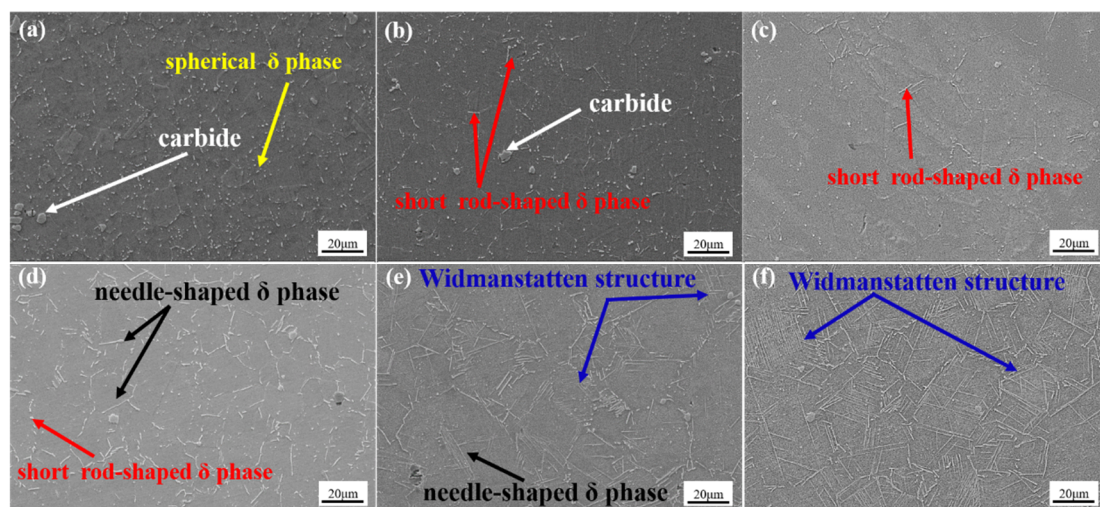 (a)
spherical δ phase
carbide
20μm
(b)
carbide
short rod-shaped δ phase
20μm
(c)
short rod-shaped δ phase
20μm
(d)
needle-shaped δ phase
short rod-shaped δ phase
20μm
(e)
Widmanstatten structure
needle-shaped δ phase
20μm
(f)
Widmanstatten structure
20μm